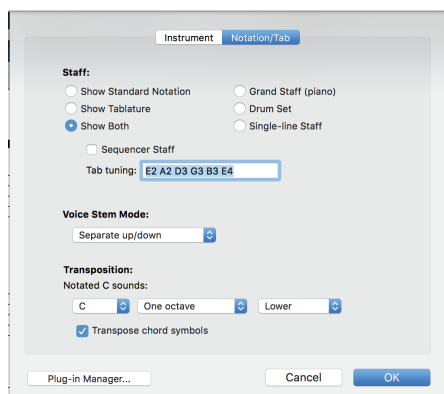 Instrument Notation/Tab
Staff:
Show Standard Notation Grand Staff (piano)
Show Tablature Drum Set
Show Both Single-line Staff
Sequencer Staff
Tab tuning: E2 A2 D3 G3 B3 E4
Voice Stem Mode:
Separate up/down
Transposition:
Notated C sounds:
C One octave Lower
Transpose chord symbols
Plug-in Manager... Cancel OK